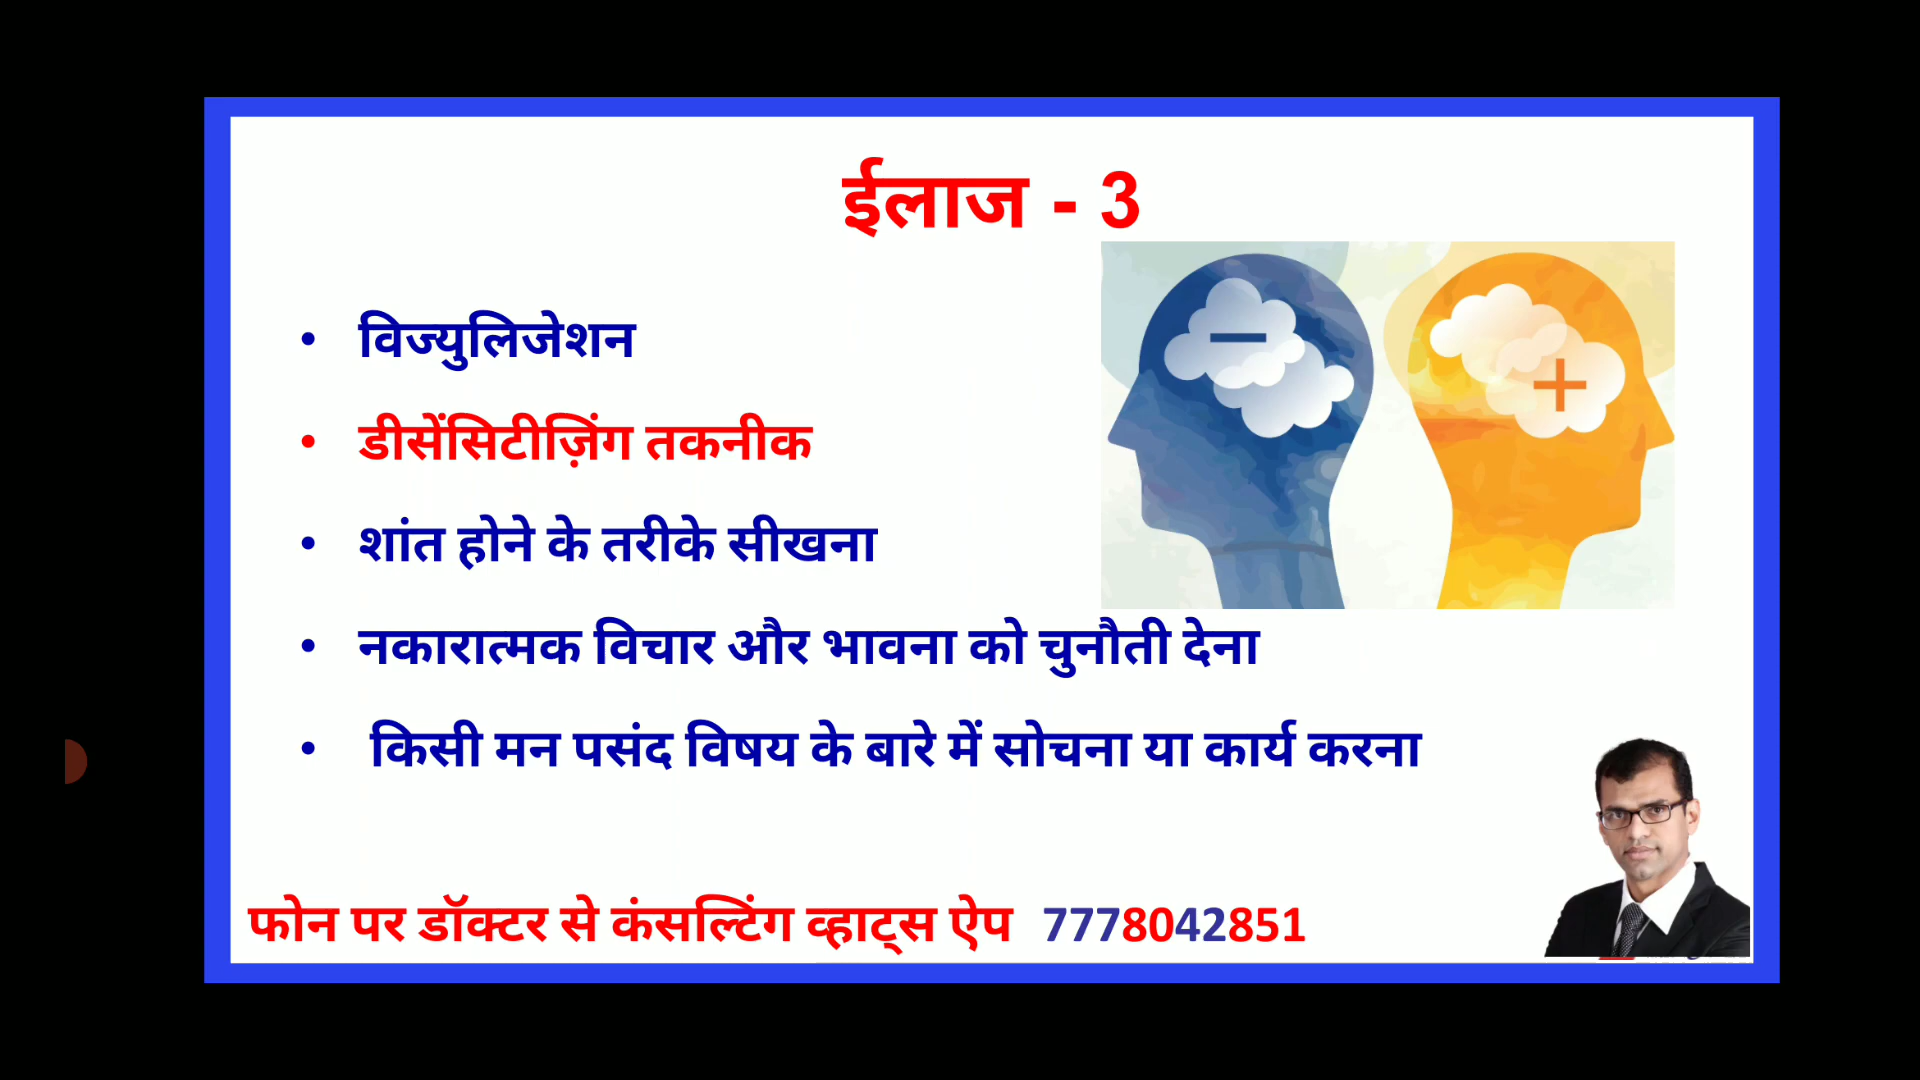 ईलाज - 3
• विज्युलिजेशन
• डीसेंसिटीज़िंग तकनीक
• शांत होने के तरीके सीखना
• नकारात्मक विचार और भावना को चुनौती देना
• किसी मन पसंद विषय के बारे में सोचना या कार्य करना
फोन पर डॉक्टर से कंसल्टिंग व्हाट्स ऐप 7778042851